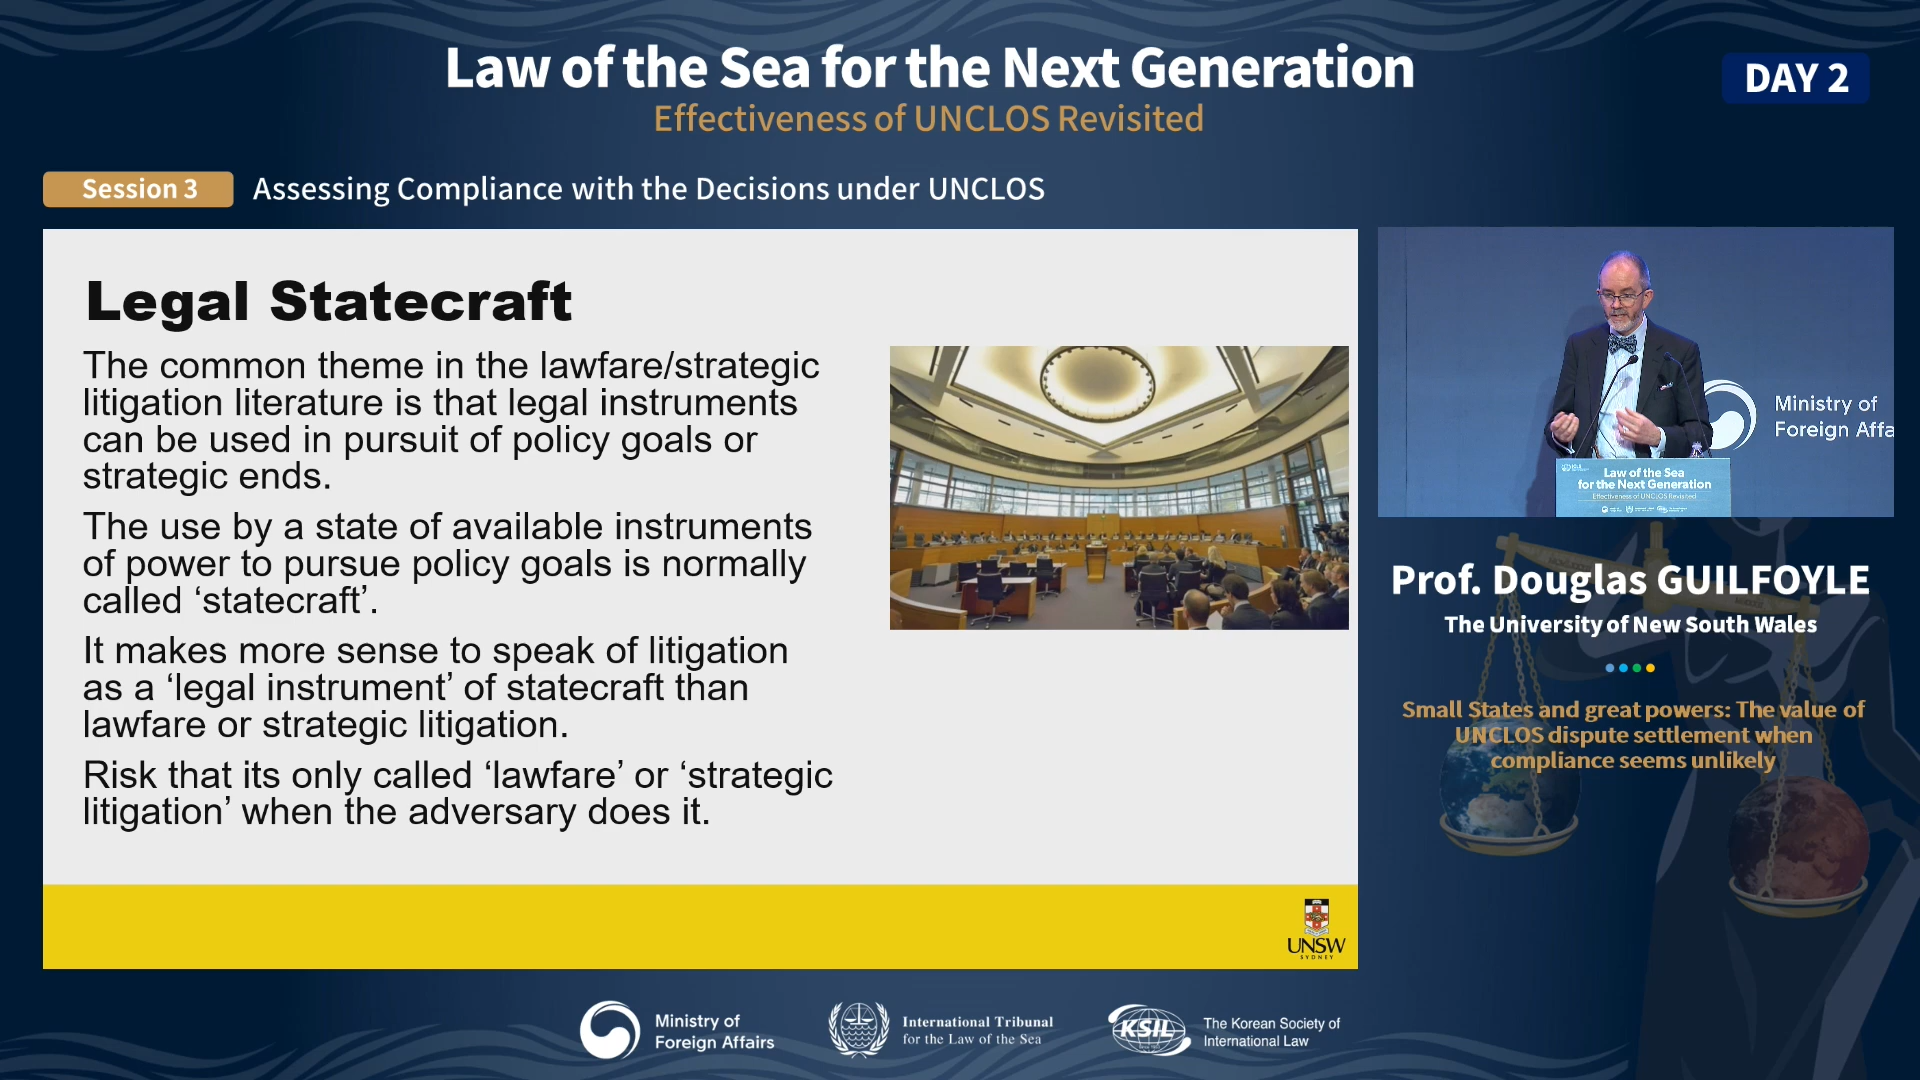 Law of the Sea for the Next Generation
Effectiveness of UNCLOS Revisited
DAY 2
Session 3
Assessing Compliance with the Decisions under UNCLOS
Legal Statecraft
The common theme in the lawfare/strategic
litigation literature is that legal instruments
can be used in pursuit of policy goals or
strategic ends.
The use by a state of available instruments
of power to pursue policy goals is normally
called ‘statecraft’.
It makes more sense to speak of litigation
as a ‘legal instrument’ of statecraft than
lawfare or strategic litigation.
Risk that its only called ‘lawfare’ or ‘strategic
litigation’ when the adversary does it.
UNSW
SYDNEY
Ministry of
Foreign Affa
Law of the Sea
for the Next Generation
Effectiveness of UNCLOS Revisited
Prof. Douglas GUILFOYLE
The University of New South Wales
Small States and great powers: The value of
UNCLOS dispute settlement when
compliance seems unlikely
Ministry of
Foreign Affairs
International Tribunal
for the Law of the Sea
KSIL
The Korean Society of
International Law